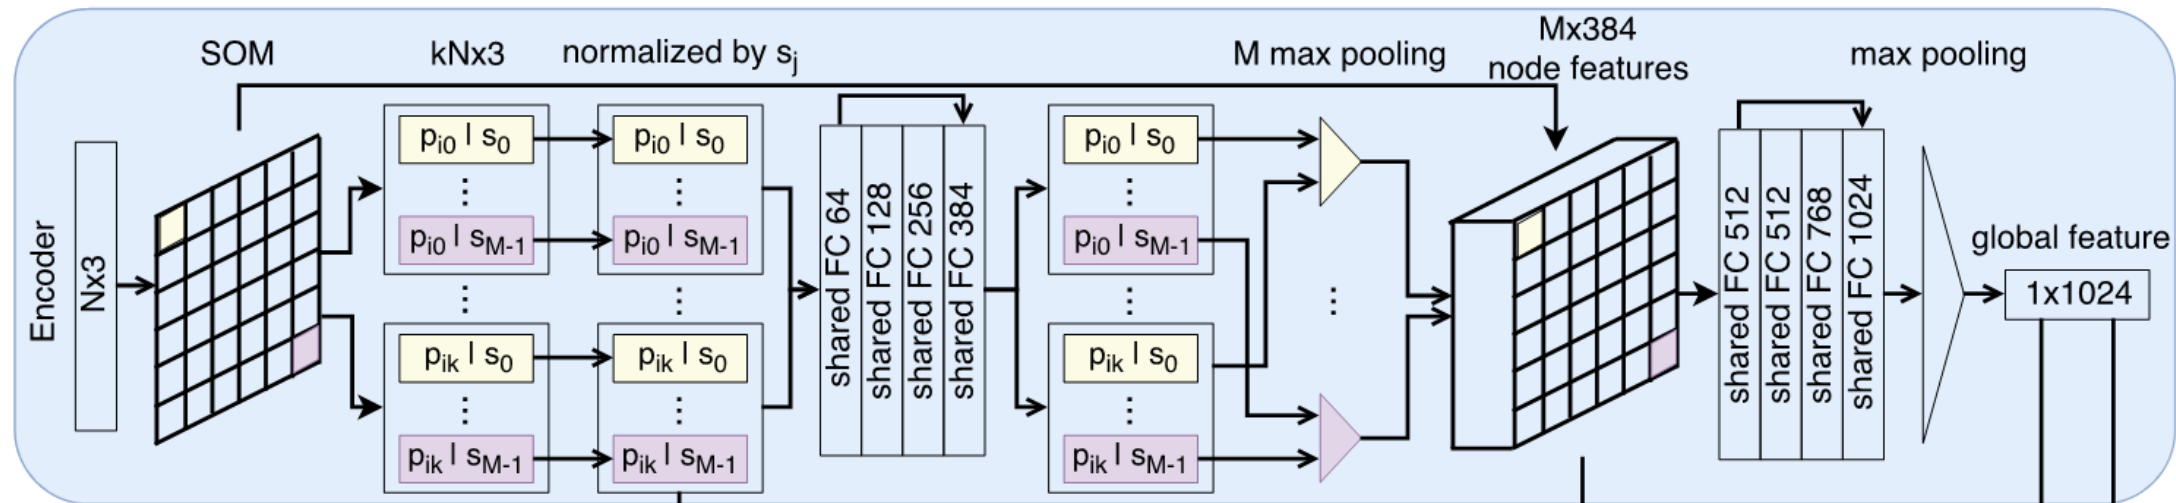 SOM
kNx3
normalized by sj
M max pooling
Mx384
node features
max pooling
Encoder
Nx3
pi0 | s0
⋮
pi0 | sM-1
⋮
pik | s0
⋮
pik | sM-1
pi0 | s0
⋮
pi0 | sM-1
⋮
pik | s0
⋮
pik | sM-1
shared FC 64
shared FC 128
shared FC 256
shared FC 384
pi0 | s0
⋮
pi0 | sM-1
⋮
pik | s0
⋮
pik | sM-1
⋮
shared FC 512
shared FC 512
shared FC 768
shared FC 1024
global feature
1x1024